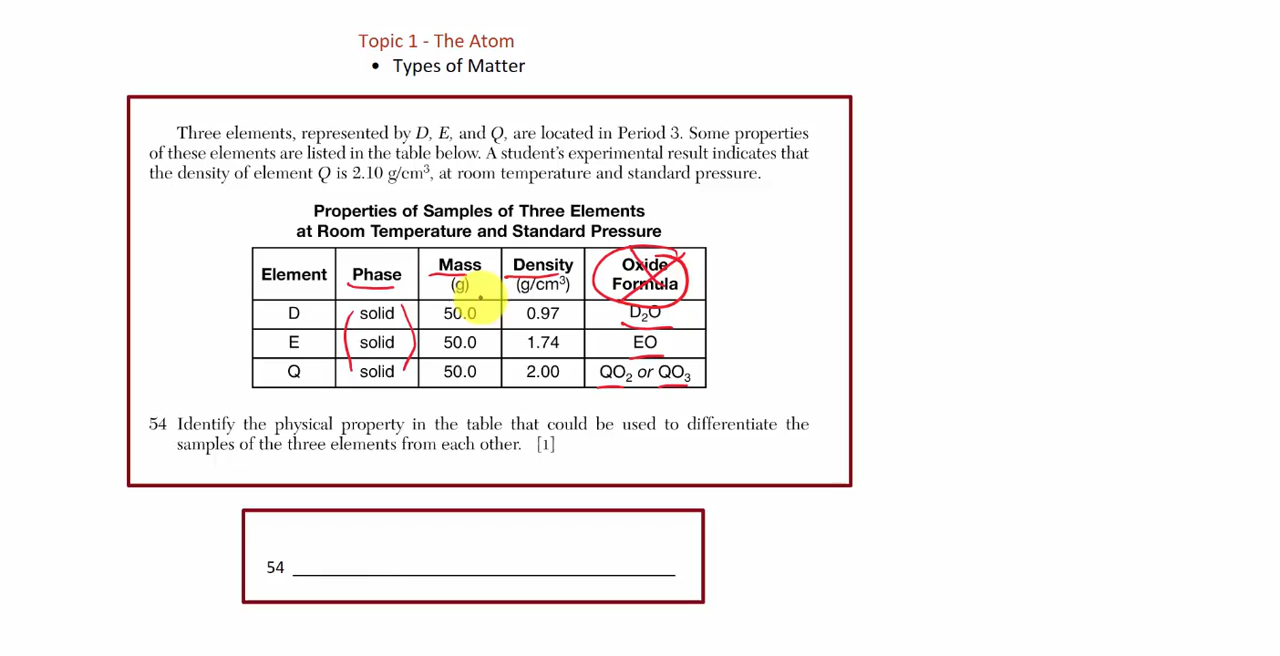 Topic 1 - The Atom
• Types of Matter
Three elements, represented by D, E, and Q, are located in Period 3. Some properties
of these elements are listed in the table below. A student's experimental result indicates that
the density of element Q is 2.10 g/cm³, at room temperature and standard pressure.
Properties of Samples of Three Elements
at Room Temperature and Standard Pressure
Element Phase Mass (g) Density (g/cm³) Oxide Formula
D solid 50.0 0.97 D₂O
E solid 50.0 1.74 EO
Q solid 50.0 2.00 QO₂ or QO₃
54 Identify the physical property in the table that could be used to differentiate the
samples of the three elements from each other. [1]
54